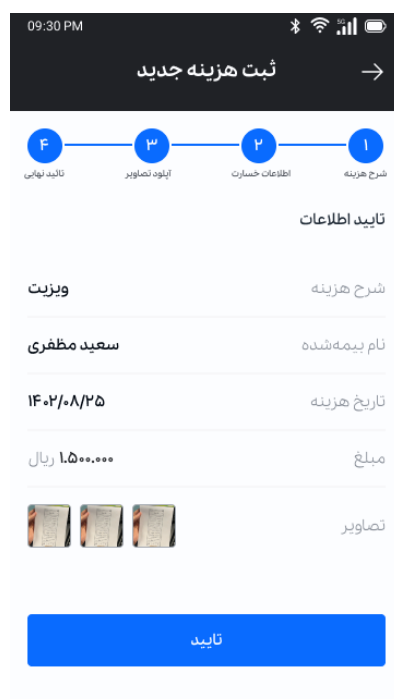 09:30 PM
5G
ثبت هزینه جدید
۱ ۲ ۳ ۴
شرح هزینه اطلاعات خسارت آپلود تصاویر تائید نهایی
تایید اطلاعات
شرح هزینه ویزیت
نام بیمه‌شده سعید مظفری
تاریخ هزینه ۱۴۰۲/۰۸/۲۵
مبلغ ۱.۵۰۰.۰۰۰ ریال
تصاویر
تایید